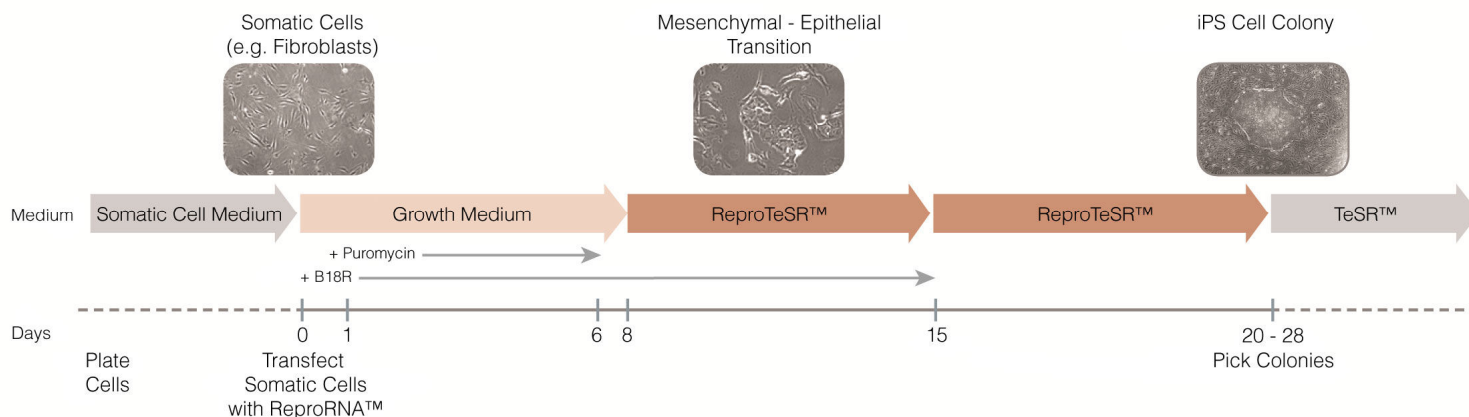 Somatic Cells
(e.g. Fibroblasts)
Mesenchymal - Epithelial
Transition
iPS Cell Colony
Medium
Somatic Cell Medium
Growth Medium
ReproTeSR™
ReproTeSR™
TeSR™
+ Puromycin
+ B18R
Days
0
1
6
8
15
20 - 28
Plate
Cells
Transfect
Somatic Cells
with ReproRNA™
Pick Colonies